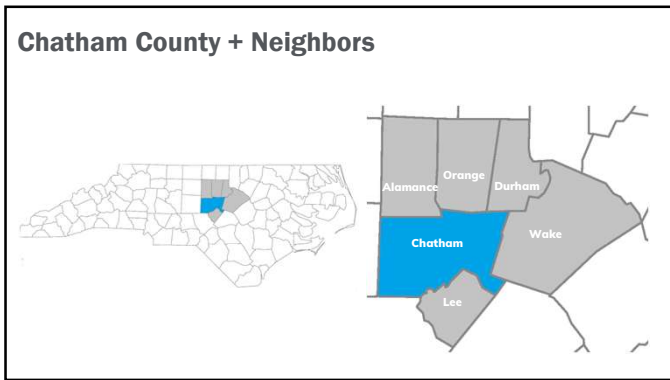 Chatham County + Neighbors
Alamance
Orange
Durham
Chatham
Wake
Lee